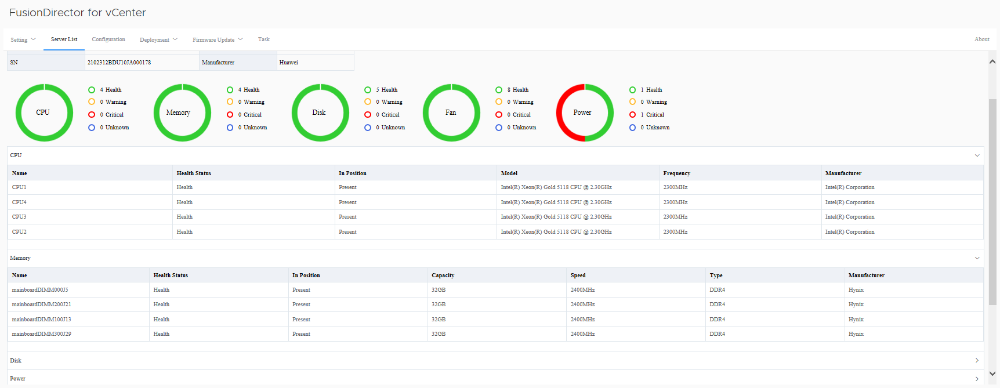 FusionDirector for vCenter
Setting Server List Configuration Deployment Firmware Update Task About
SN 2102312BDU10JA000178 Manufacturer Huawei
CPU 4 Health 0 Warning 0 Critical 0 Unknown
Memory 4 Health 0 Warning 0 Critical 0 Unknown
Disk 5 Health 0 Warning 0 Critical 0 Unknown
Fan 8 Health 0 Warning 0 Critical 0 Unknown
Power 1 Health 0 Warning 1 Critical 0 Unknown
CPU
Name Health Status In Position Model Frequency Manufacturer
CPU1 Health Present Intel(R) Xeon(R) Gold 5118 CPU @ 2.30GHz 2300MHz Intel(R) Corporation
CPU4 Health Present Intel(R) Xeon(R) Gold 5118 CPU @ 2.30GHz 2300MHz Intel(R) Corporation
CPU3 Health Present Intel(R) Xeon(R) Gold 5118 CPU @ 2.30GHz 2300MHz Intel(R) Corporation
CPU2 Health Present Intel(R) Xeon(R) Gold 5118 CPU @ 2.30GHz 2300MHz Intel(R) Corporation
Memory
Name Health Status In Position Capacity Speed Type Manufacturer
mainboardDIMM000J5 Health Present 32GB 2400MHz DDR4 Hynix
mainboardDIMM200J21 Health Present 32GB 2400MHz DDR4 Hynix
mainboardDIMM100J13 Health Present 32GB 2400MHz DDR4 Hynix
mainboardDIMM300J29 Health Present 32GB 2400MHz DDR4 Hynix
Disk
Power